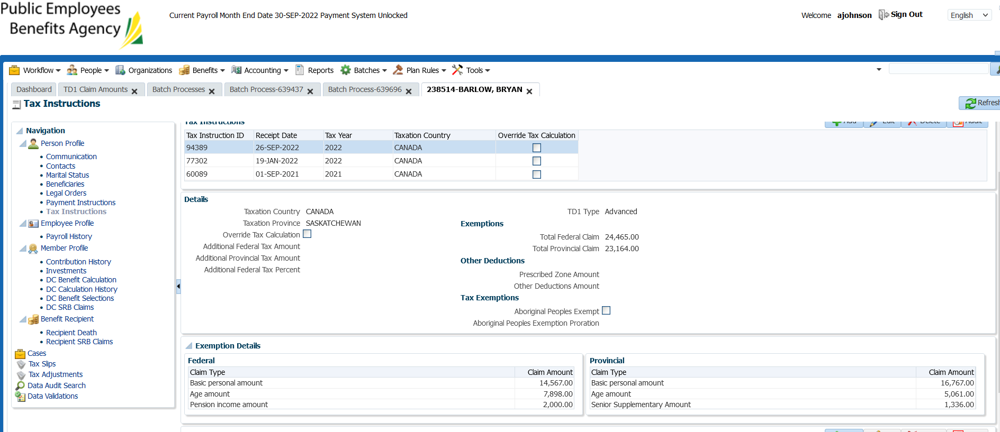 Public Employees
Benefits Agency
Current Payroll Month End Date 30-SEP-2022 Payment System Unlocked
Welcome ajohnson Sign Out English
Workflow People Organizations Benefits Accounting Reports Batches Plan Rules Tools
Dashboard TD1 Claim Amounts Batch Processes Batch Process-639437 Batch Process-639696 238514-BARLOW, BRYAN
Tax Instructions
Refresh
Navigation
Person Profile
Communication
Contacts
Marital Status
Beneficiaries
Legal Orders
Payment Instructions
Tax Instructions
Employee Profile
Payroll History
Member Profile
Contribution History
Investments
DC Benefit Calculation
DC Calculation History
DC Benefit Selections
DC SRB Claims
Benefit Recipient
Recipient Death
Recipient SRB Claims
Cases
Tax Slips
Tax Adjustments
Data Audit Search
Data Validations
Tax Instructions
Add Edit Delete Audit
Tax Instruction ID Receipt Date Tax Year Taxation Country Override Tax Calculation
94389 26-SEP-2022 2022 CANADA
77302 19-JAN-2022 2022 CANADA
60089 01-SEP-2021 2021 CANADA
Details
Taxation Country CANADA
Taxation Province SASKATCHEWAN
Override Tax Calculation
Additional Federal Tax Amount
Additional Provincial Tax Amount
Additional Federal Tax Percent
TD1 Type Advanced
Exemptions
Total Federal Claim 24,465.00
Total Provincial Claim 23,164.00
Other Deductions
Prescribed Zone Amount
Other Deductions Amount
Tax Exemptions
Aboriginal Peoples Exempt
Aboriginal Peoples Exemption Proration
Exemption Details
Federal
Claim Type Claim Amount
Basic personal amount 14,567.00
Age amount 7,898.00
Pension income amount 2,000.00
Provincial
Claim Type Claim Amount
Basic personal amount 16,767.00
Age amount 5,061.00
Senior Supplementary Amount 1,336.00